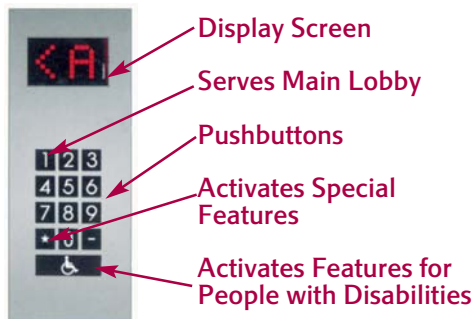 <A
Display Screen
Serves Main Lobby
Pushbuttons
Activates Special
Features
Activates Features for
People with Disabilities
1 2 3
4 5 6
7 8 9
* 0 -